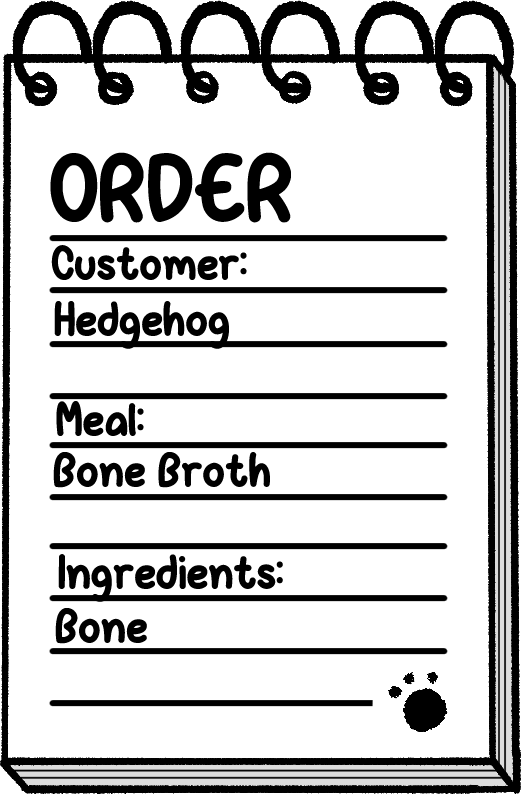 ORDER
Customer:
Hedgehog
Meal:
Bone Broth
Ingredients:
Bone